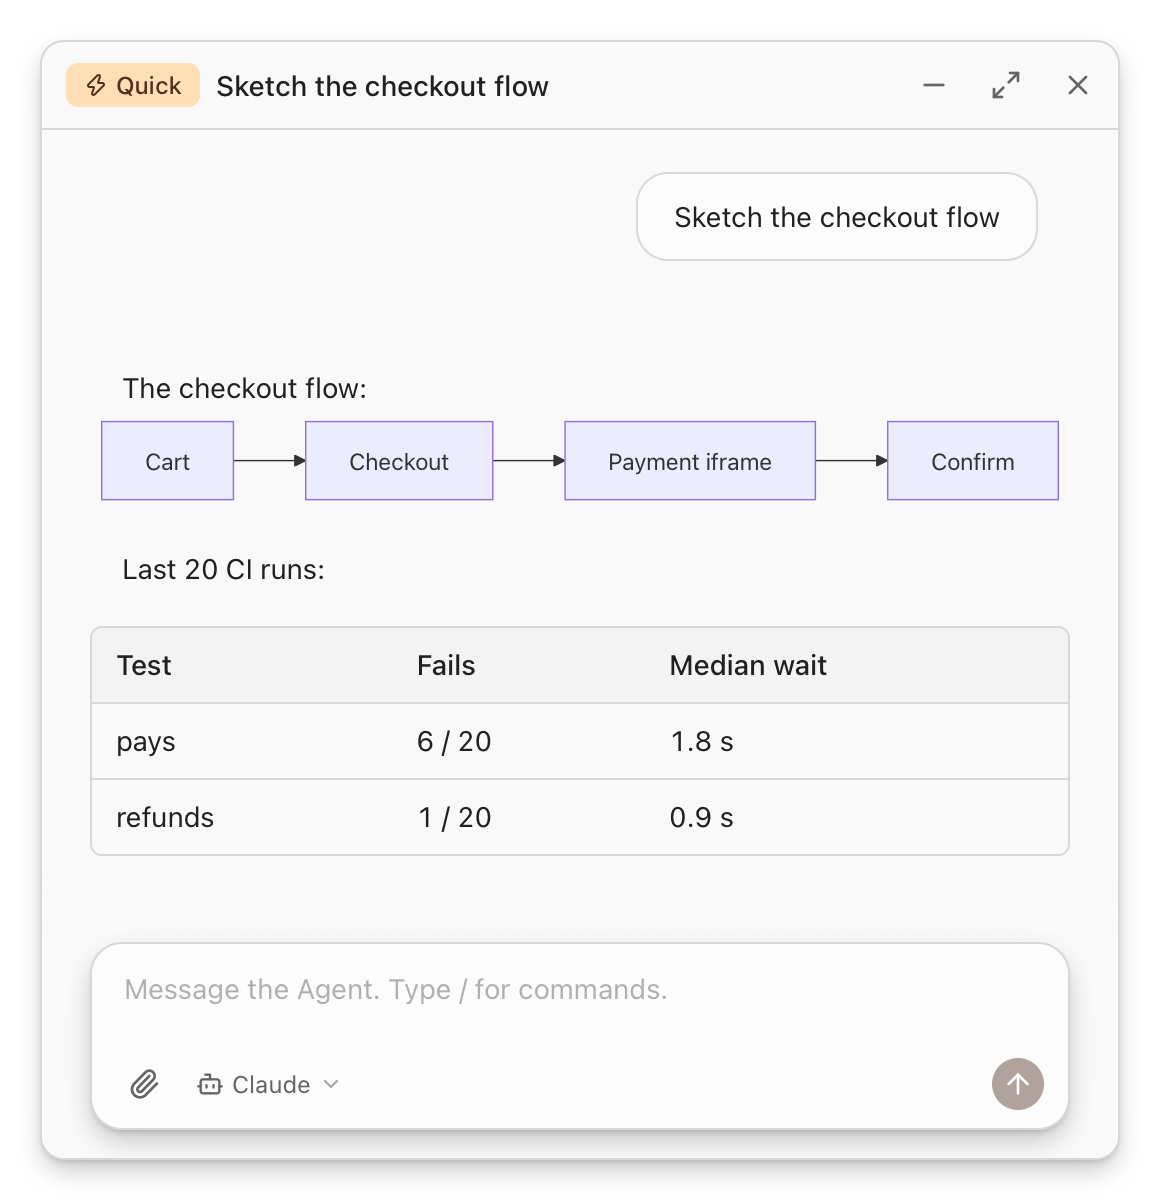 Quick Sketch the checkout flow
Sketch the checkout flow
The checkout flow:
Cart Checkout Payment iframe Confirm
Last 20 CI runs:
Test Fails Median wait
pays 6 / 20 1.8 s
refunds 1 / 20 0.9 s
Message the Agent. Type / for commands.
Claude